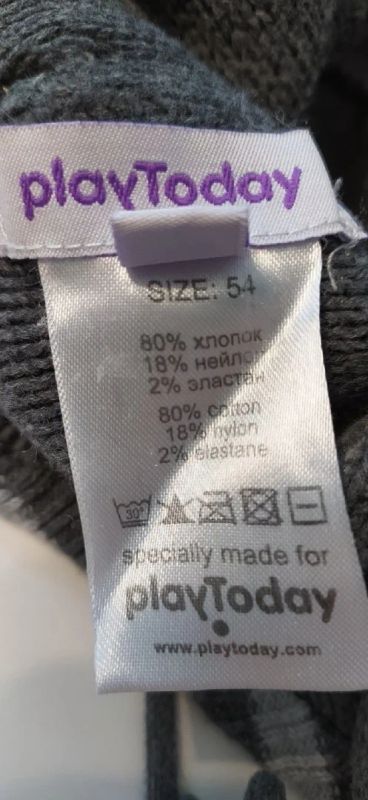 playToday
SIZE: 54
80% хлопок
18% нейлон
2% эластан
80% cotton
18% nylon
2% elastane
30°
specially made for
playToday
www.playtoday.com